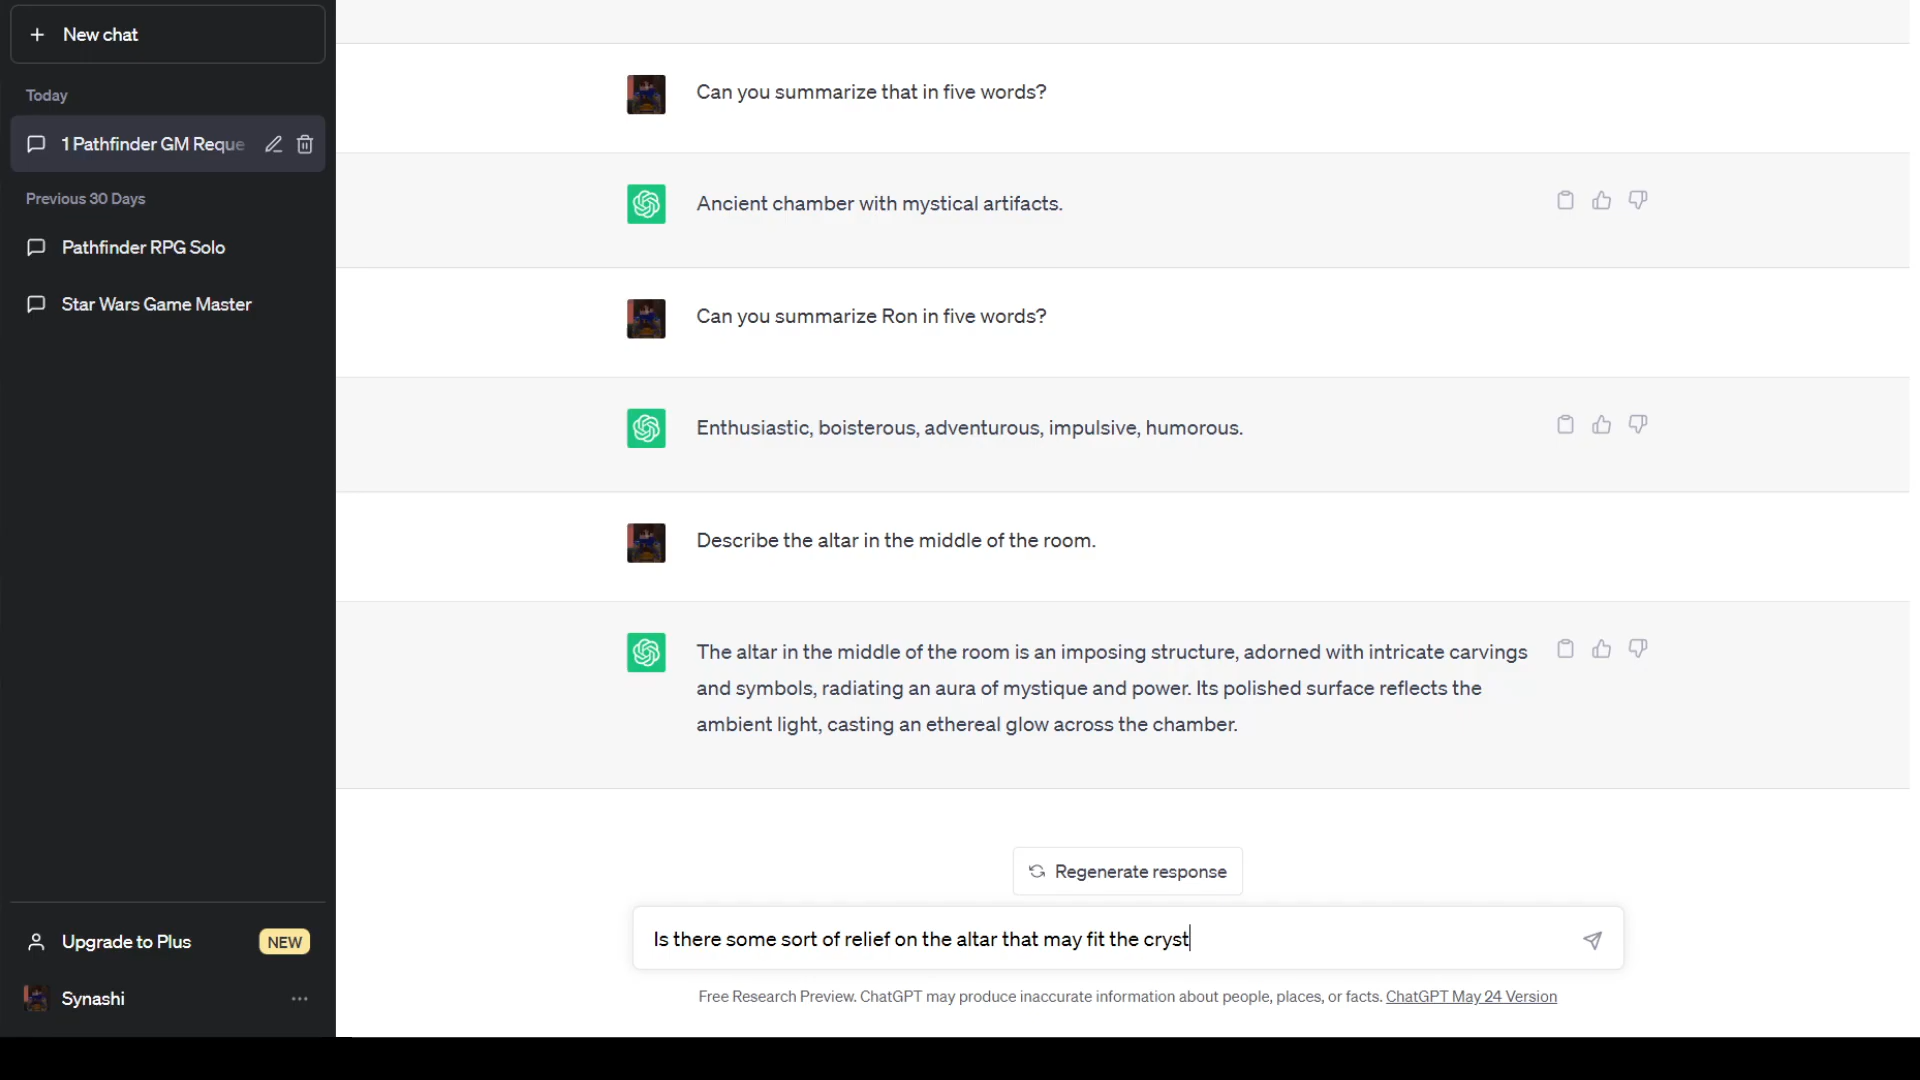 New chat
Today
1 Pathfinder GM Reque
Previous 30 Days
Pathfinder RPG Solo
Star Wars Game Master
Upgrade to Plus NEW
Synashi
Can you summarize that in five words?
Ancient chamber with mystical artifacts.
Can you summarize Ron in five words?
Enthusiastic, boisterous, adventurous, impulsive, humorous.
Describe the altar in the middle of the room.
The altar in the middle of the room is an imposing structure, adorned with intricate carvings
and symbols, radiating an aura of mystique and power. Its polished surface reflects the
ambient light, casting an ethereal glow across the chamber.
Regenerate response
Is there some sort of relief on the altar that may fit the cryst
Free Research Preview. ChatGPT may produce inaccurate information about people, places, or facts. ChatGPT May 24 Version